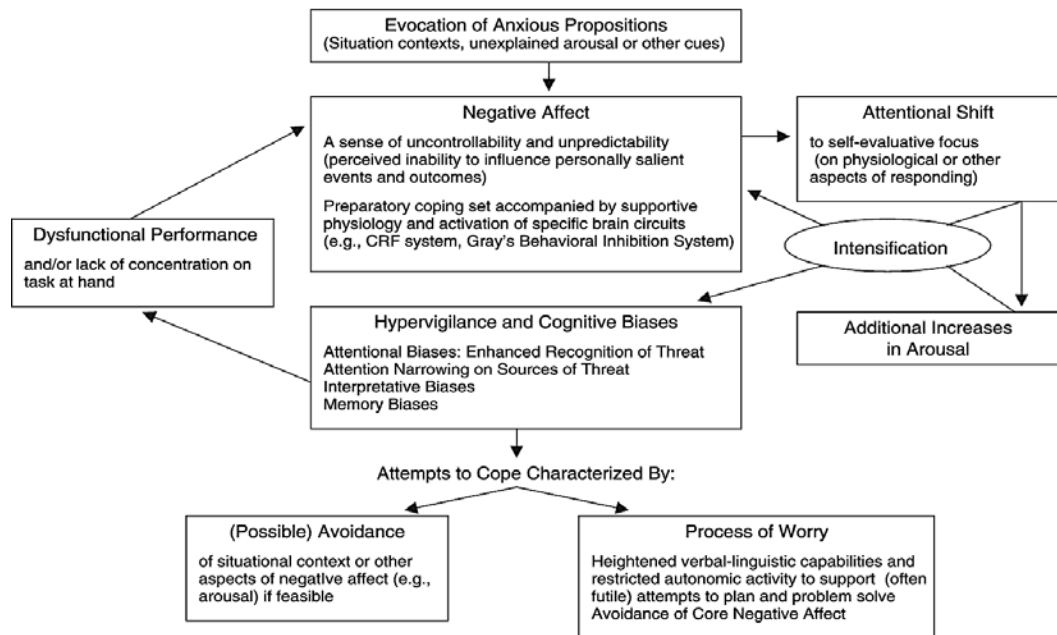 Evocation of Anxious Propositions
(Situation contexts, unexplained arousal or other cues)
Negative Affect
A sense of uncontrollability and unpredictability
(perceived inability to influence personally salient
events and outcomes)
Preparatory coping set accompanied by supportive
physiology and activation of specific brain circuits
(e.g., CRF system, Gray's Behavioral Inhibition System)
Attentional Shift
to self-evaluative focus
(on physiological or other
aspects of responding)
Dysfunctional Performance
and/or lack of concentration on
task at hand
Intensification
Additional Increases
in Arousal
Hypervigilance and Cognitive Biases
Attentional Biases: Enhanced Recognition of Threat
Attention Narrowing on Sources of Threat
Interpretative Biases
Memory Biases
Attempts to Cope Characterized By:
(Possible) Avoidance
of situational context or other
aspects of negative affect (e.g.,
arousal) if feasible
Process of Worry
Heightened verbal-linguistic capabilities and
restricted autonomic activity to support (often
futile) attempts to plan and problem solve
Avoidance of Core Negative Affect